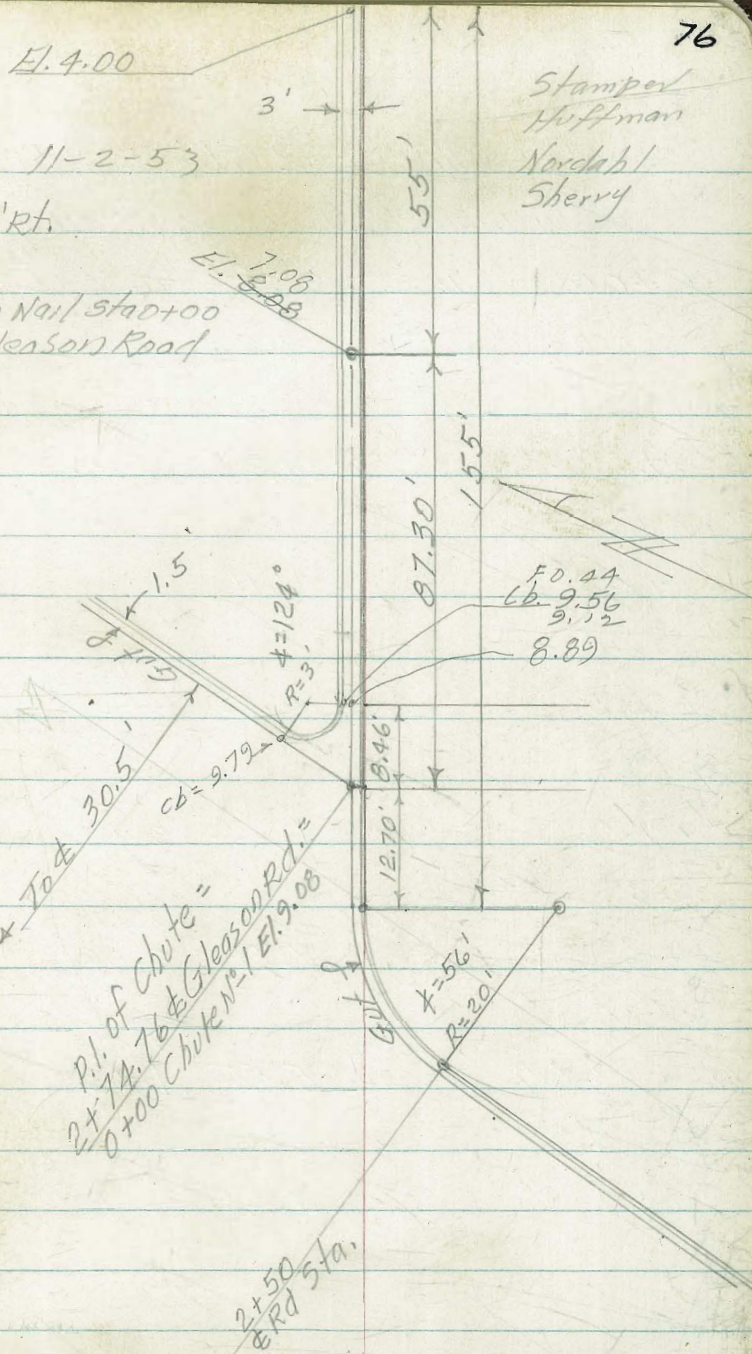 76
El. 4.00
Stamper
Huffman
Nordahl
Sherry
3'
11-2-53
'Rt.
55'
El. 7.08
8.08
Nail Sta 0+00
leason Road
155'
87.30'
1.5'
∡=124°
R=3'
Gut ℄
F0.44
Cb. 9.56
9.12
8.89
8.46'
Cb = 9.79
To ℄ 30.5'
12.70'
P.I. of Chute =
2+74.76 ℄ Gleason Rd. =
0+00 Chute Nº-1 El. 9.08
Gut ℄
∡=56°
R=20'
2+50
℄ Rd Sta.